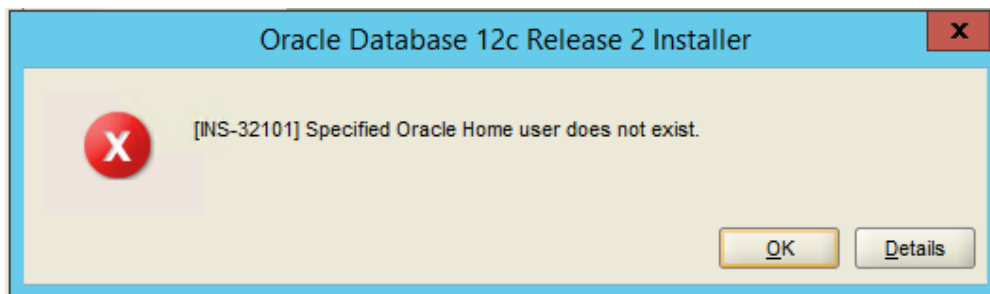 Oracle Database 12c Release 2 Installer
x
[INS-32101] Specified Oracle Home user does not exist.
OK
Details